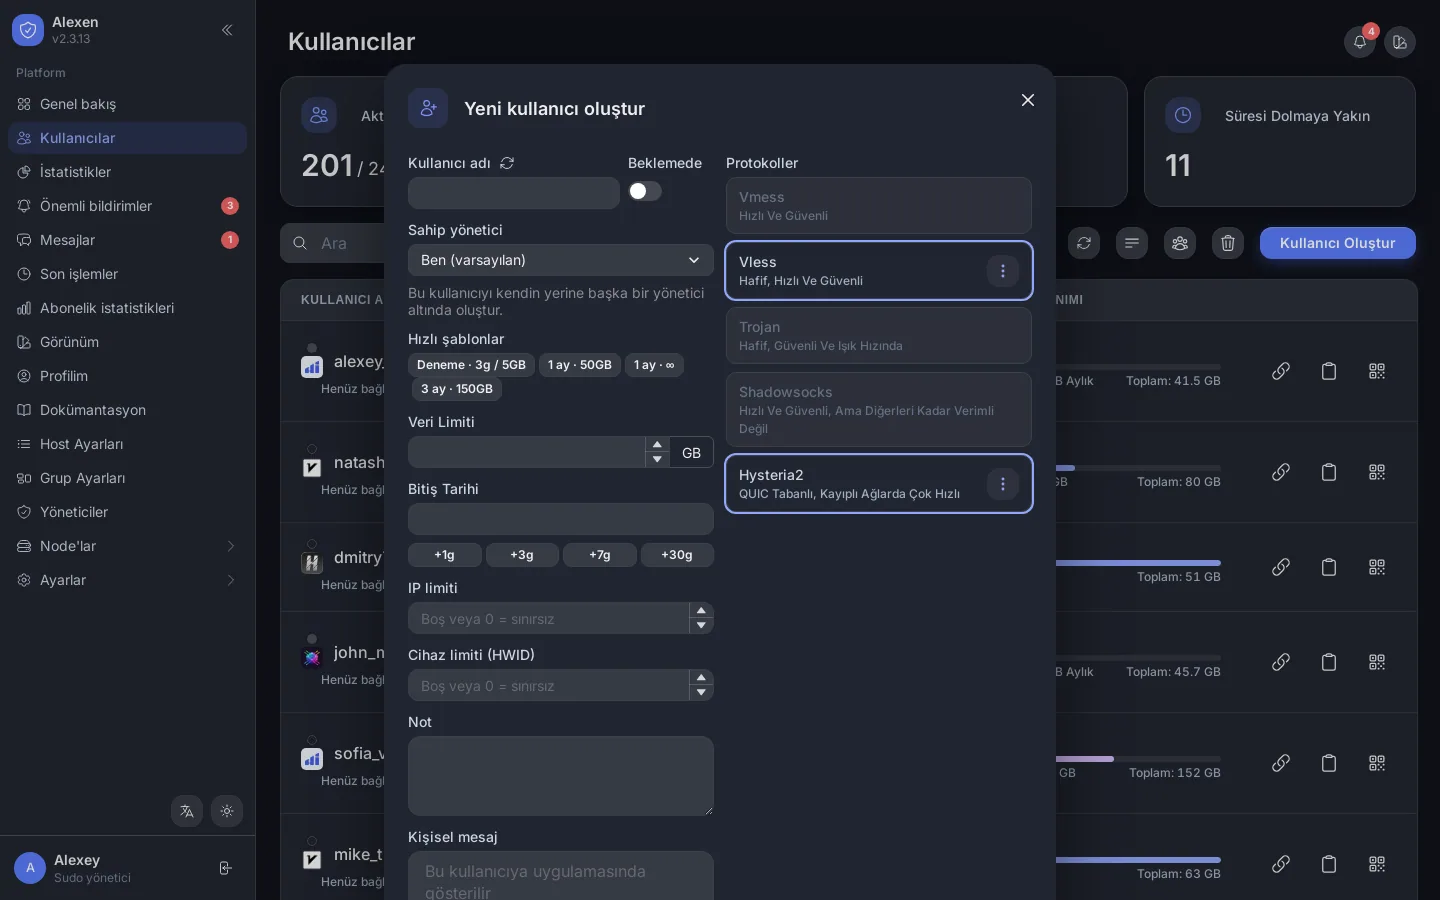 Alexen
v2.3.13
Platform
Genel bakış
Kullanıcılar
İstatistikler
Önemli bildirimler
3
Mesajlar
1
Son işlemler
Abonelik istatistikleri
Görünüm
Profilim
Dokümantasyon
Host Ayarları
Grup Ayarları
Yöneticiler
Node'lar
Ayarlar
A
Alexey
Sudo yönetici
Kullanıcılar
4
Akt
201 / 24
Süresi Dolmaya Yakın
11
Ara
Kullanıcı Oluştur
KULLANICI A
NIMI
alexey_
Henüz bağl
B Aylık
Toplam: 41.5 GB
natash
Henüz bağl
GB
Toplam: 80 GB
dmitry
Henüz bağl
Toplam: 51 GB
john_m
Henüz bağl
B Aylık
Toplam: 45.7 GB
sofia_v
Henüz bağl
GB
Toplam: 152 GB
mike_t
Henüz bağl
Toplam: 63 GB
Yeni kullanıcı oluştur
Kullanıcı adı
Beklemede
Sahip yönetici
Ben (varsayılan)
Bu kullanıcıyı kendin yerine başka bir yönetici
altında oluştur.
Hızlı şablonlar
Deneme · 3g / 5GB
1 ay · 50GB
1 ay · ∞
3 ay · 150GB
Veri Limiti
GB
Bitiş Tarihi
+1g
+3g
+7g
+30g
IP limiti
Boş veya 0 = sınırsız
Cihaz limiti (HWID)
Boş veya 0 = sınırsız
Not
Kişisel mesaj
Bu kullanıcıya uygulamasında
gösterilir
Protokoller
Vmess
Hızlı Ve Güvenli
Vless
Hafif, Hızlı Ve Güvenli
Trojan
Hafif, Güvenli Ve Işık Hızında
Shadowsocks
Hızlı Ve Güvenli, Ama Diğerleri Kadar Verimli
Değil
Hysteria2
QUIC Tabanlı, Kayıplı Ağlarda Çok Hızlı